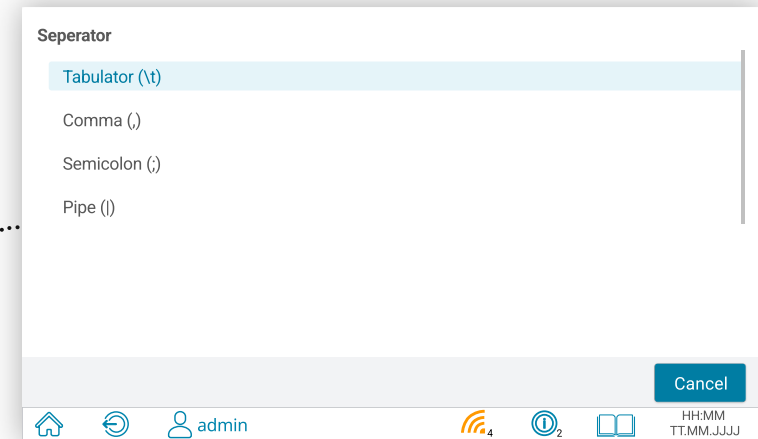 Seperator
Tabulator (\t)
Comma (,)
Semicolon (;)
Pipe (|)
Cancel
admin
4
2
HH:MM
TT.MM.JJJJ